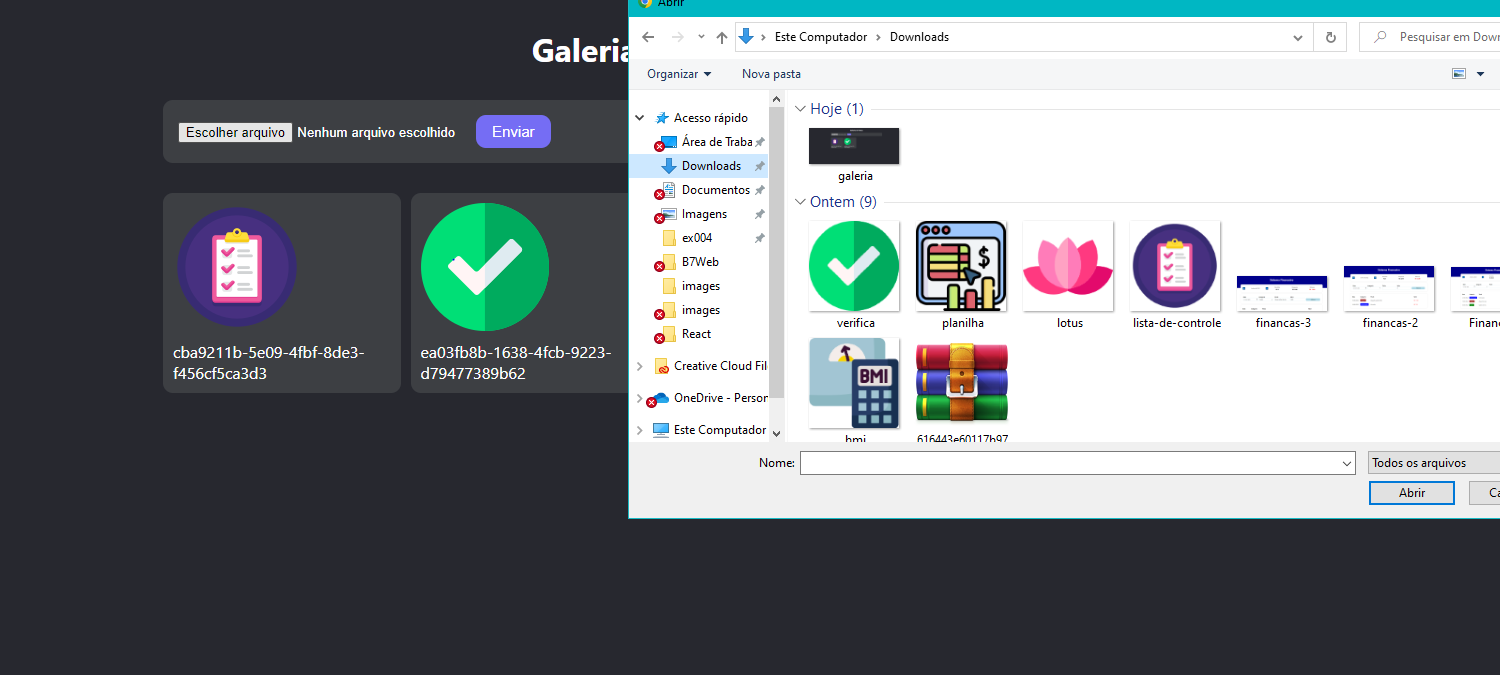 Galeria
Escolher arquivo Nenhum arquivo escolhido Enviar
cba9211b-5e09-4fbf-8de3-
f456cf5ca3d3
ea03fb8b-1638-4fcb-9223-
d79477389b62
Abrir
Este Computador > Downloads
Pesquisar em Dow
Organizar
Nova pasta
Acesso rápido
Área de Traba
Downloads
Documentos
Imagens
ex004
B7Web
images
images
React
Creative Cloud Fil
OneDrive - Person
Este Computador
Hoje (1)
galeria
Ontem (9)
verifica
planilha
lotus
lista-de-controle
financas-3
financas-2
Financ
BMI
bmi
616443e60117b97
Nome:
Todos os arquivos
Abrir
Ca